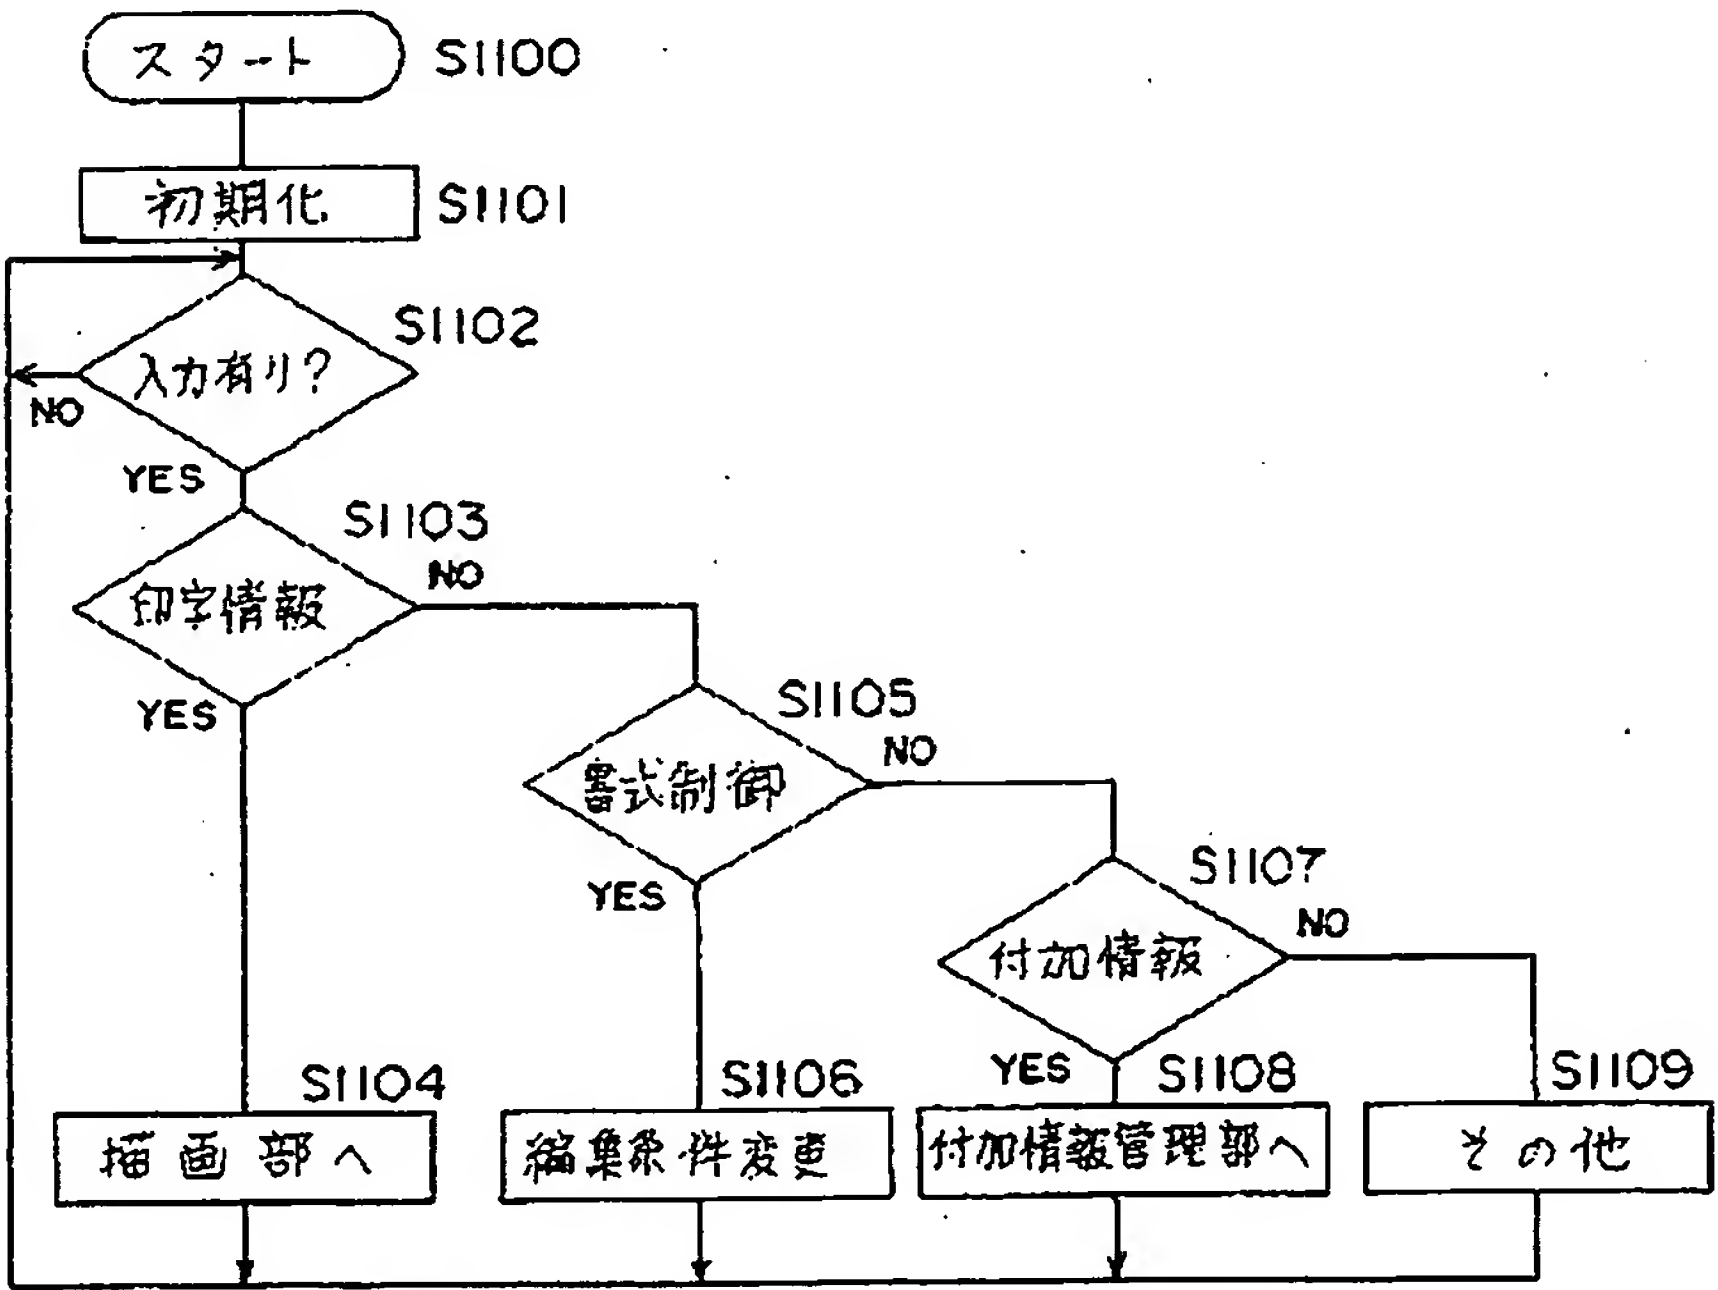 スタート S1100
初期化 S1101
S1102
入力有り?
NO
YES
S1103
NO
印字情報
YES
S1105
NO
書式制御
YES
S1107
NO
付加情報
YES
S1104
S1106
S1108
S1109
描画部へ
編集条件変更
付加情報管理部へ
その他